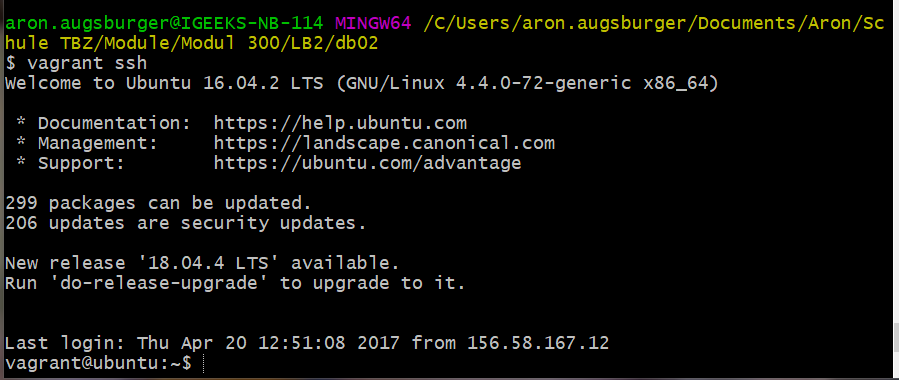 aron.augsburger@IGEEKS-NB-114 MINGW64 /C/Users/aron.augsburger/Documents/Aron/Sc
hule TBZ/Module/Modul 300/LB2/db02
$ vagrant ssh
Welcome to Ubuntu 16.04.2 LTS (GNU/Linux 4.4.0-72-generic x86_64)
 * Documentation:  https://help.ubuntu.com
 * Management:     https://landscape.canonical.com
 * Support:        https://ubuntu.com/advantage
299 packages can be updated.
206 updates are security updates.
New release '18.04.4 LTS' available.
Run 'do-release-upgrade' to upgrade to it.
Last login: Thu Apr 20 12:51:08 2017 from 156.58.167.12
vagrant@ubuntu:~$